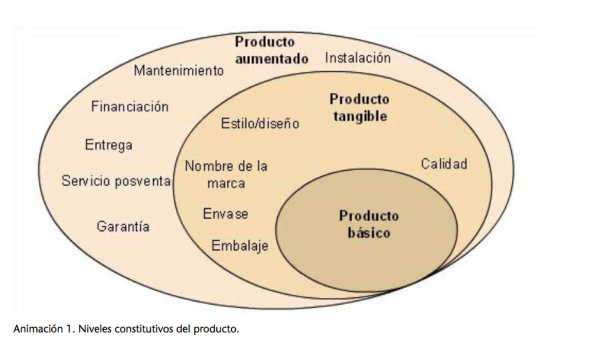 Producto
aumentado
Instalación
Mantenimiento
Producto
tangible
Financiación
Estilo/diseño
Entrega
Nombre de la
marca
Calidad
Servicio posventa
Envase
Producto
básico
Garantía
Embalaje
Animación 1. Niveles constitutivos del producto.